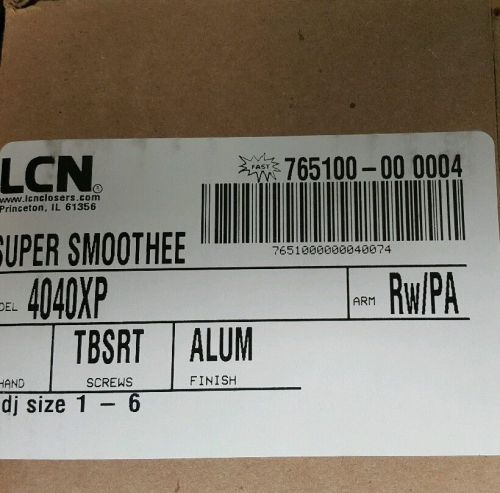 LCN
www.lcnclosers.com
Princeton, IL 61356
FAST 765100-00 0004
7651000000040074
SUPER SMOOTHEE
DEL 4040XP
ARM Rw/PA
TBSRT
ALUM
HAND
SCREWS
FINISH
dj size 1 - 6